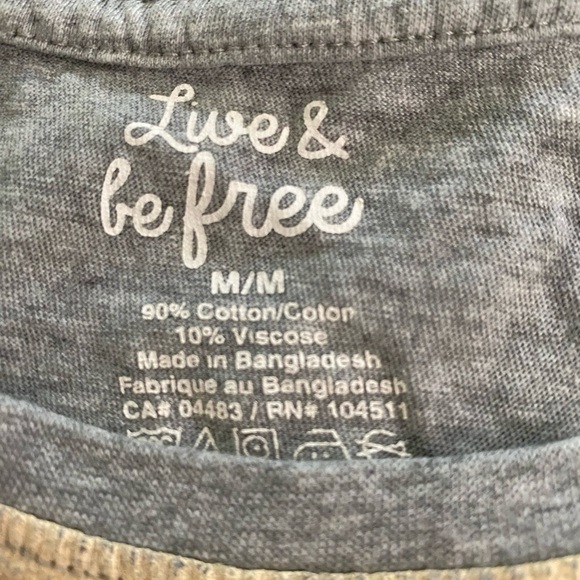 Live &
be free
M/M
90% Cotton/Coton
10% Viscose
Made in Bangladesh
Fabrique au Bangladesh
CA# 04483 / RN# 104511